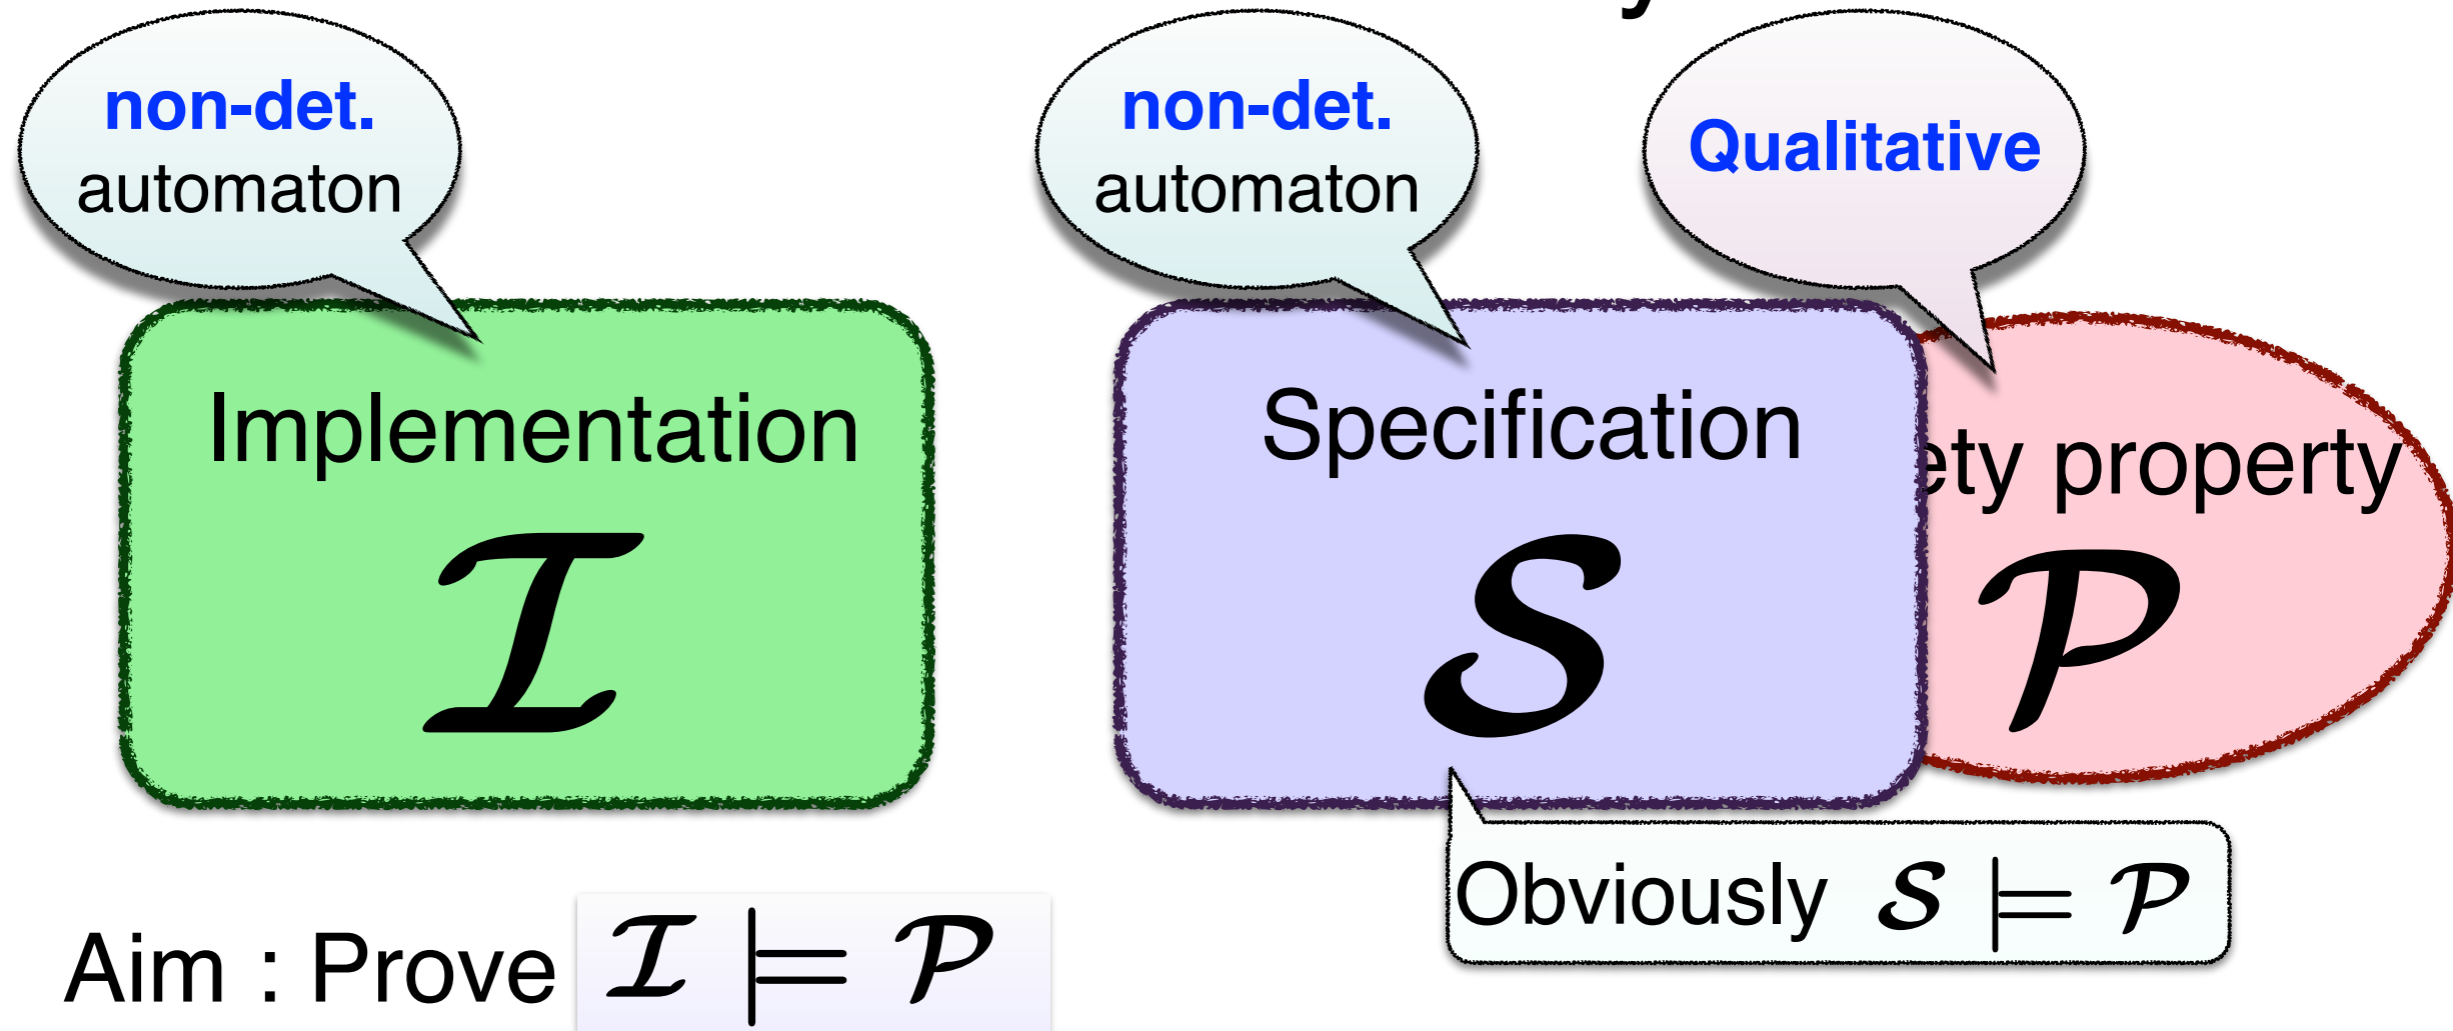 non-det.
automaton
non-det.
automaton
Qualitative
Implementation
I
Specification
S
ety property
P
Obviously S ⊨ P
Aim : Prove I ⊨ P